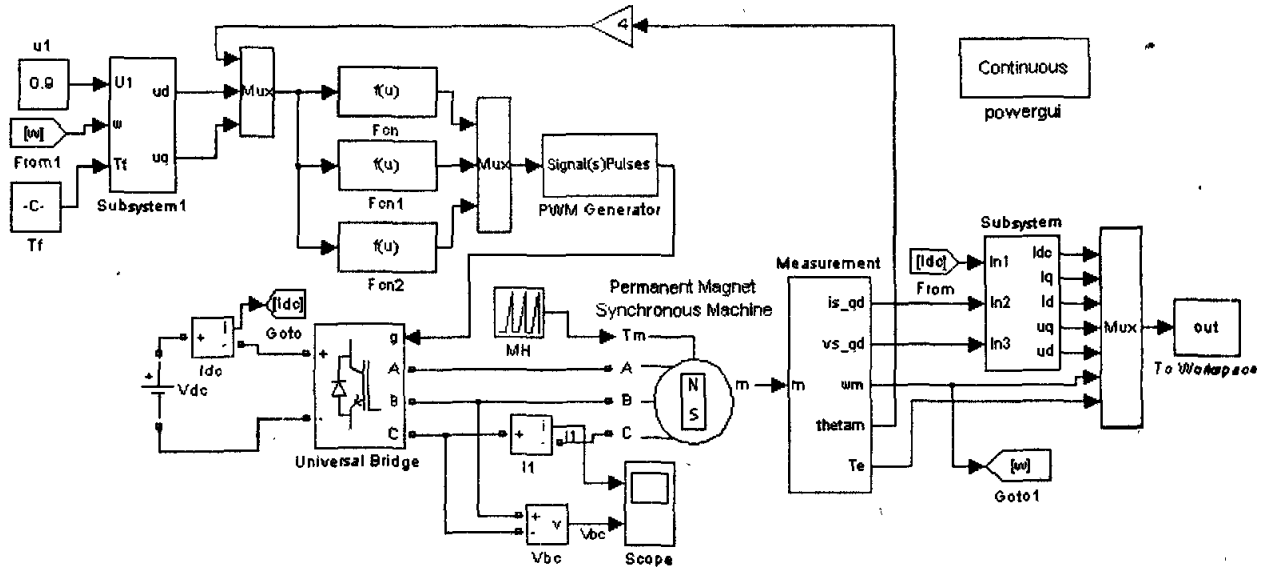 u1
0.9
[w]
From1
-C-
Tf
U1
w
Tf
ud
uq
Subsystem1
Mux
4
f(u)
Fcn
f(u)
Fcn1
f(u)
Fcn2
Mux
Signal(s)Pulses
PWM Generator
Continuous
powergui
[Idc]
Goto
+
i
-
Idc
+
Vdc
+
-
g
A
B
C
Universal Bridge
MH
Permanent Magnet
Synchronous Machine
Tm
A
B
C
N
S
m
+
i
-
I1
I1
+
-
v
Vbc
Vbc
Scope
Measurement
m
is_qd
vs_qd
wm
thetam
Te
[Idc]
From
Subsystem
In1
In2
In3
Idc
Iq
Id
uq
ud
Mux
out
To Workspace
[w]
Goto1